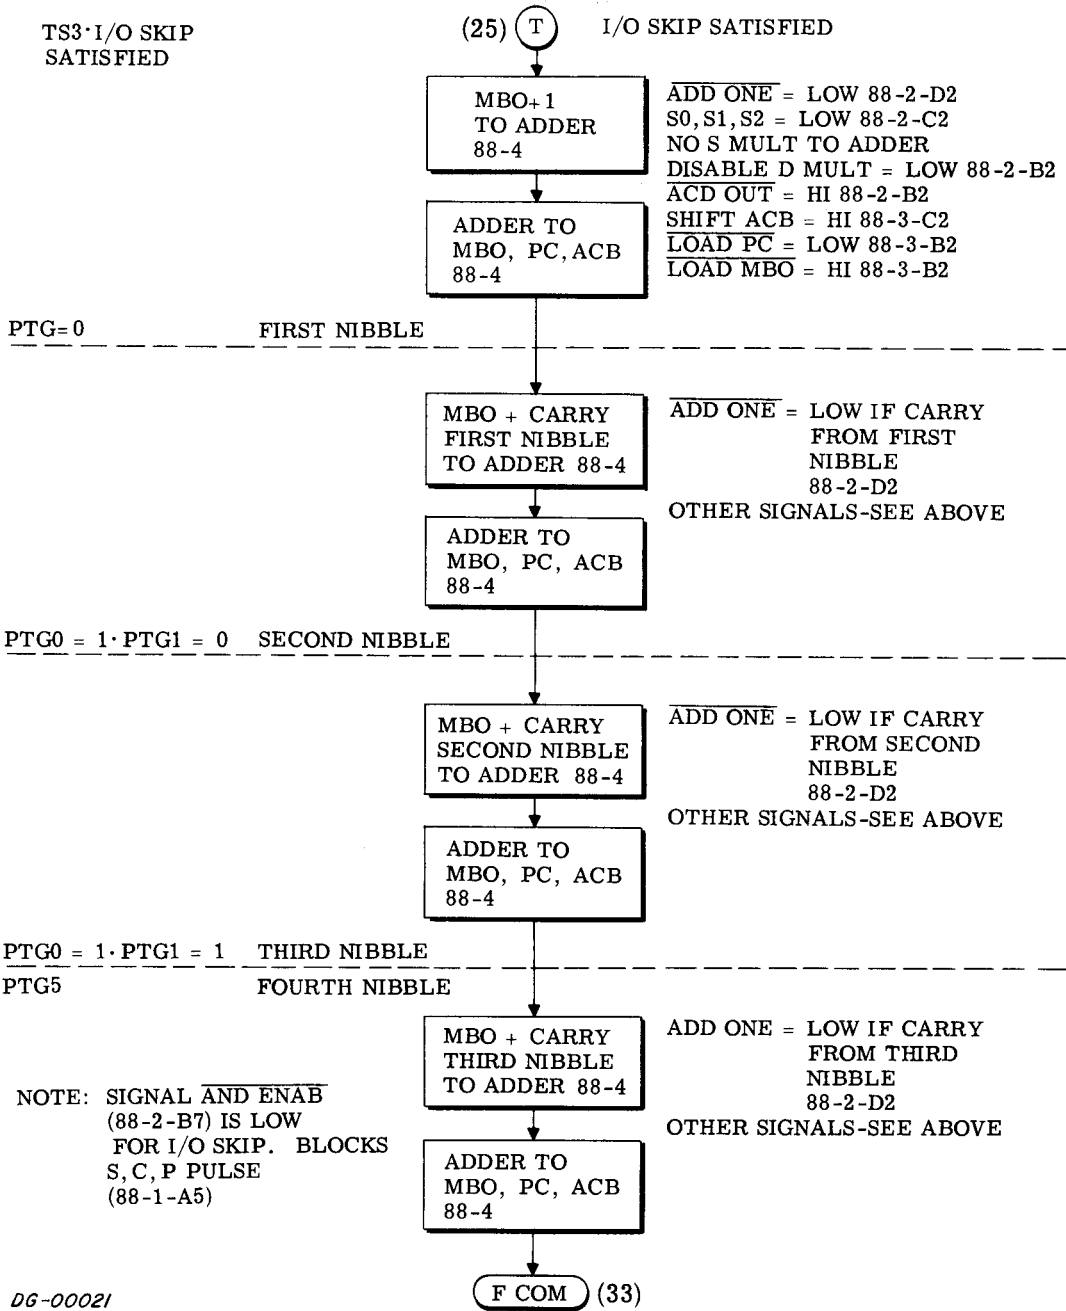 TS3·I/O SKIP
SATISFIED
(25) T I/O SKIP SATISFIED
MBO+1
TO ADDER
88-4
ADD ONE = LOW 88-2-D2
S0, S1, S2 = LOW 88-2-C2
NO S MULT TO ADDER
DISABLE D MULT = LOW 88-2-B2
ACD OUT = HI 88-2-B2
SHIFT ACB = HI 88-3-C2
LOAD PC = LOW 88-3-B2
LOAD MBO = HI 88-3-B2
ADDER TO
MBO, PC, ACB
88-4
PTG=0 FIRST NIBBLE
MBO + CARRY
FIRST NIBBLE
TO ADDER 88-4
ADD ONE = LOW IF CARRY
FROM FIRST
NIBBLE
88-2-D2
OTHER SIGNALS-SEE ABOVE
ADDER TO
MBO, PC, ACB
88-4
PTG0 = 1· PTG1 = 0 SECOND NIBBLE
MBO + CARRY
SECOND NIBBLE
TO ADDER 88-4
ADD ONE = LOW IF CARRY
FROM SECOND
NIBBLE
88-2-D2
OTHER SIGNALS-SEE ABOVE
ADDER TO
MBO, PC, ACB
88-4
PTG0 = 1· PTG1 = 1 THIRD NIBBLE
PTG5 FOURTH NIBBLE
MBO + CARRY
THIRD NIBBLE
TO ADDER 88-4
ADD ONE = LOW IF CARRY
FROM THIRD
NIBBLE
88-2-D2
OTHER SIGNALS-SEE ABOVE
NOTE: SIGNAL AND ENAB
(88-2-B7) IS LOW
FOR I/O SKIP. BLOCKS
S, C, P PULSE
(88-1-A5)
ADDER TO
MBO, PC, ACB
88-4
F COM (33)
DG-00021